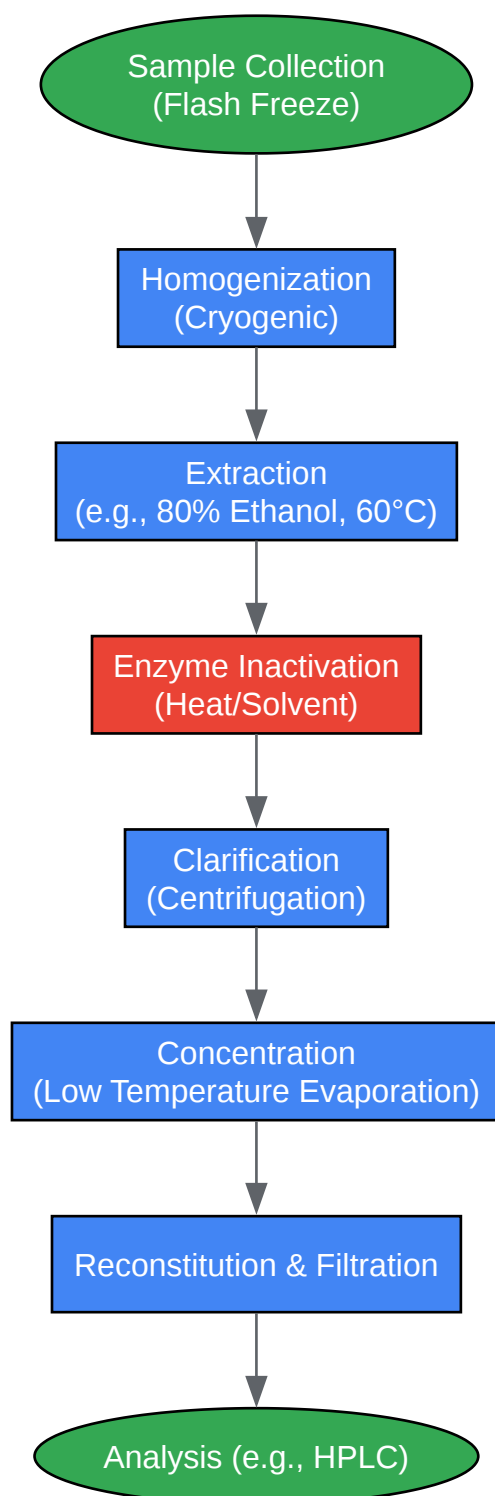 Sample Collection
(Flash Freeze)
Homogenization
(Cryogenic)
Extraction
(e.g., 80% Ethanol, 60°C)
Enzyme Inactivation
(Heat/Solvent)
Clarification
(Centrifugation)
Concentration
(Low Temperature Evaporation)
Reconstitution & Filtration
Analysis (e.g., HPLC)